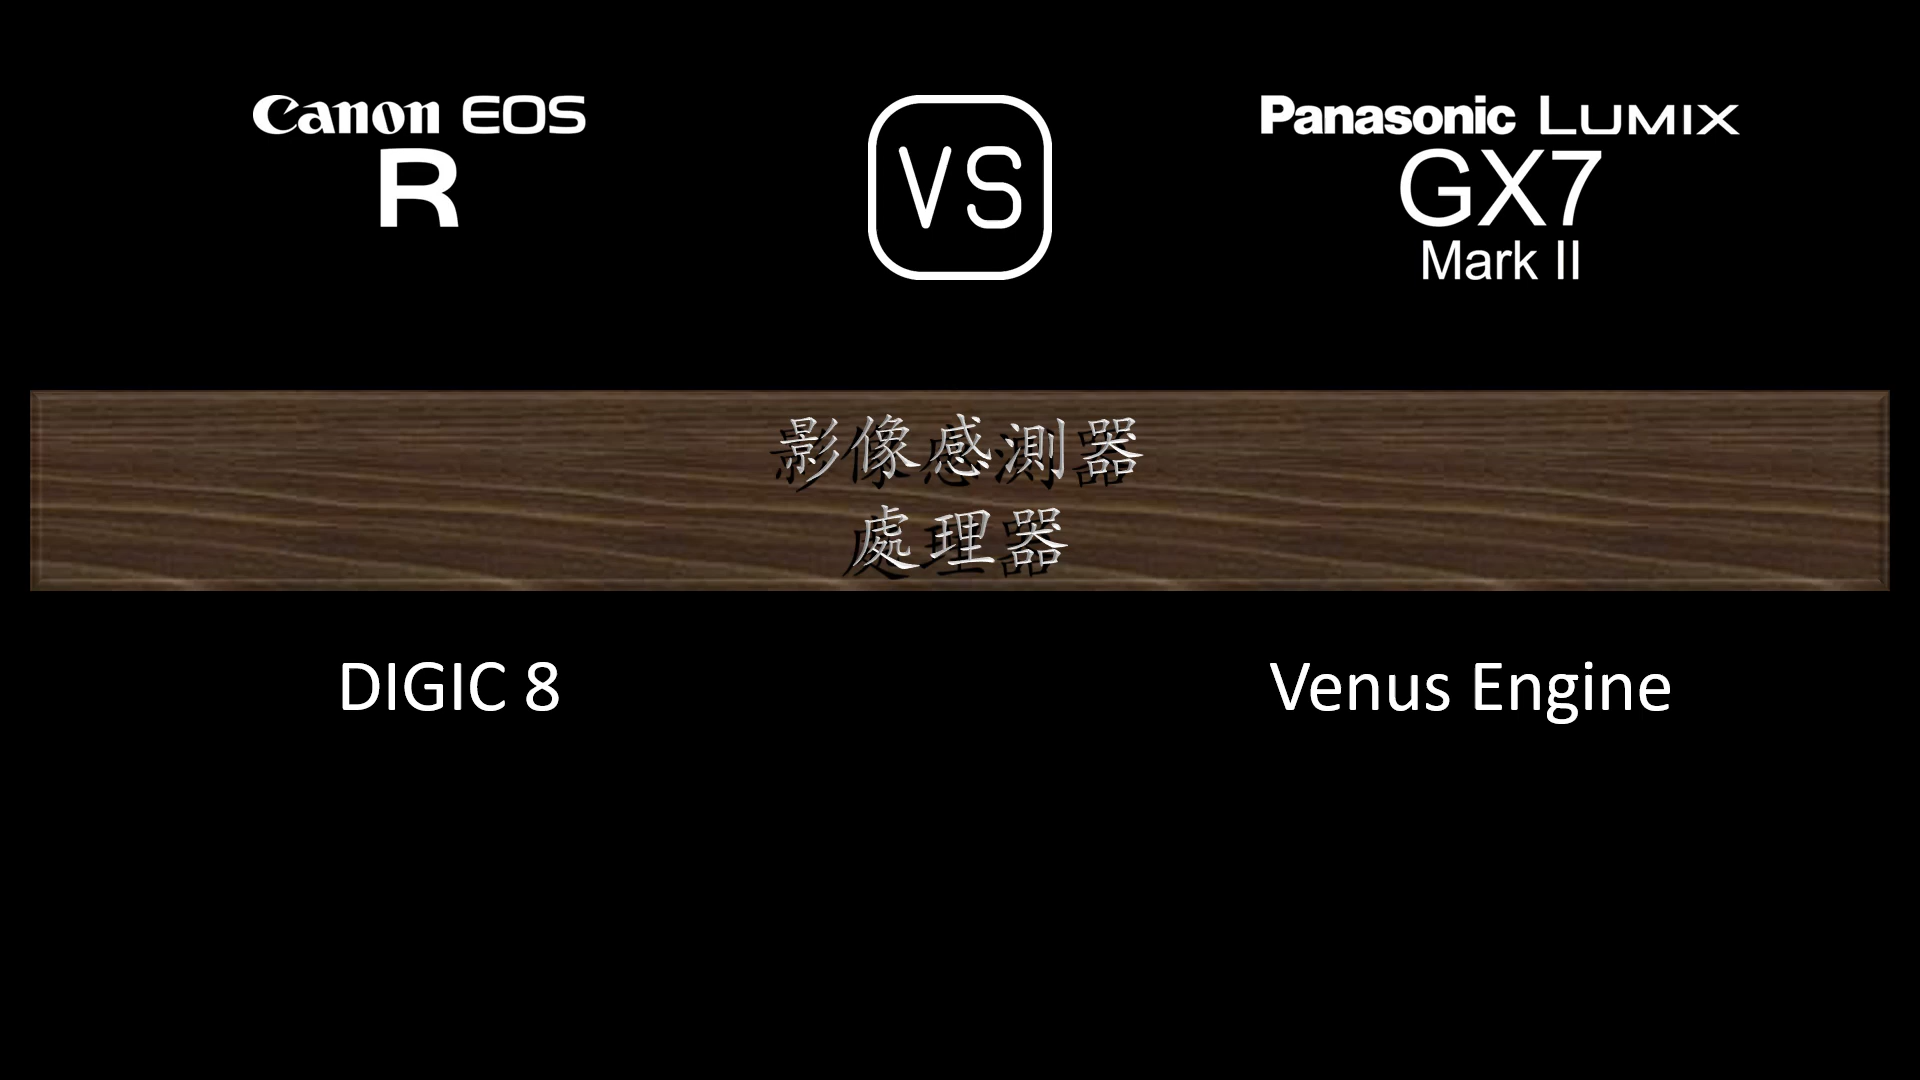 Canon EOS
R
VS
Panasonic LUMIX
GX7
Mark II
影像感測器
處理器
DIGIC 8
Venus Engine